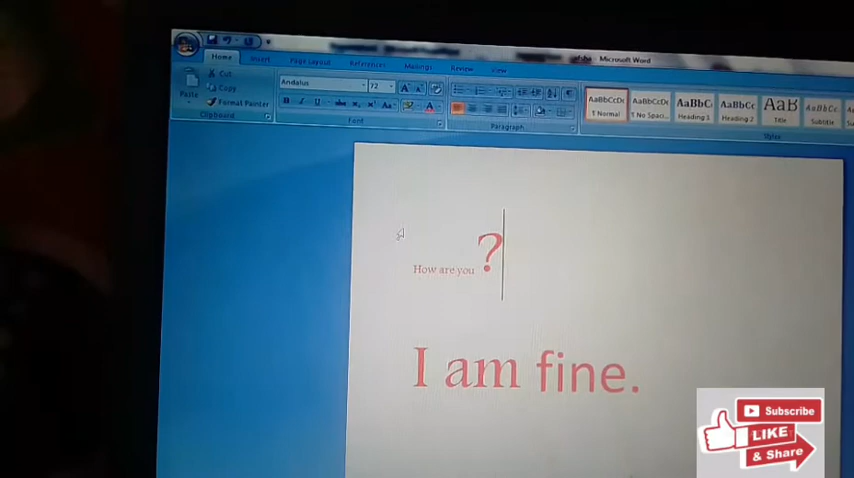 Microsoft Word
Home Insert Page Layout References Mailings Review View
Cut
Copy
Paste
Format Painter
Clipboard
Andalus 72
Font
Paragraph
AaBbCcDc AaBbCcDc AaBbC AaBbCc AaB AaBbCc
¶ Normal ¶ No Spaci... Heading 1 Heading 2 Title Subtitle
Styles
How are you ?
I am fine.
Subscribe
LIKE
& Share